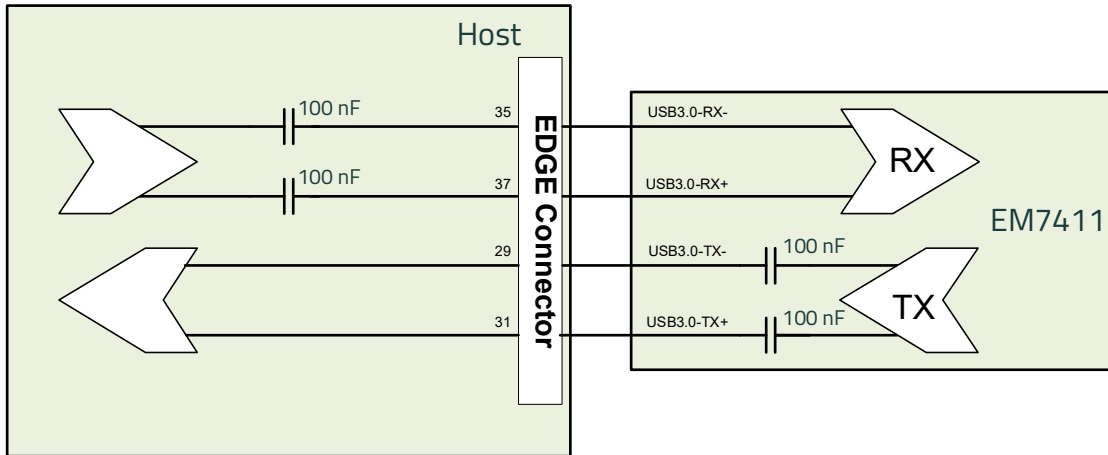 Host
100 nF
35
USB3.0-RX-
100 nF
37
USB3.0-RX+
RX
EDGE Connector
EM7411
29
USB3.0-TX-
100 nF
TX
31
USB3.0-TX+
100 nF